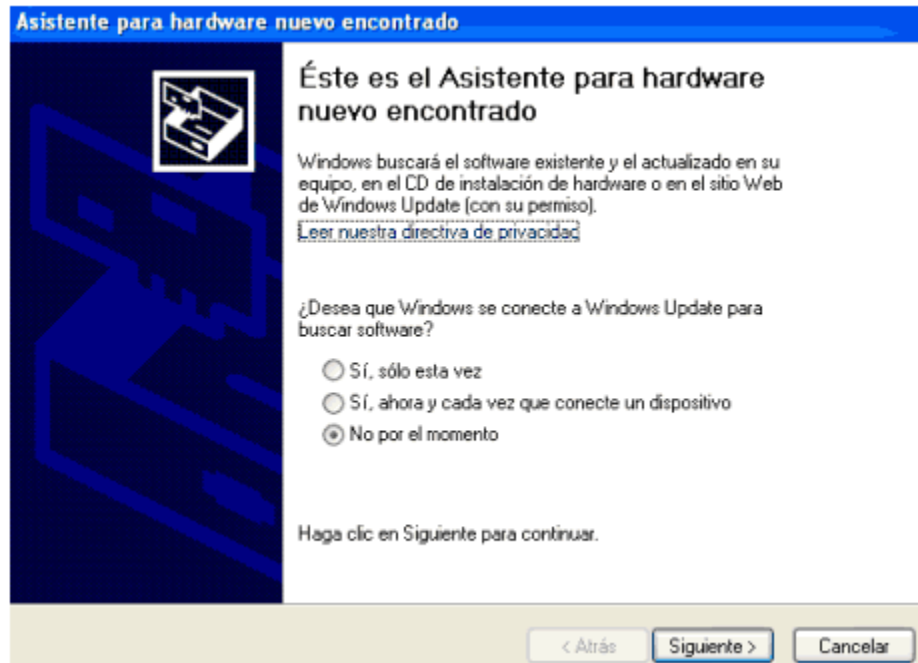 Asistente para hardware nuevo encontrado
Éste es el Asistente para hardware
nuevo encontrado
Windows buscará el software existente y el actualizado en su
equipo, en el CD de instalación de hardware o en el sitio Web
de Windows Update (con su permiso).
Leer nuestra directiva de privacidad
¿Desea que Windows se conecte a Windows Update para
buscar software?
Sí, sólo esta vez
Sí, ahora y cada vez que conecte un dispositivo
No por el momento
Haga clic en Siguiente para continuar.
< Atrás
Siguiente >
Cancelar